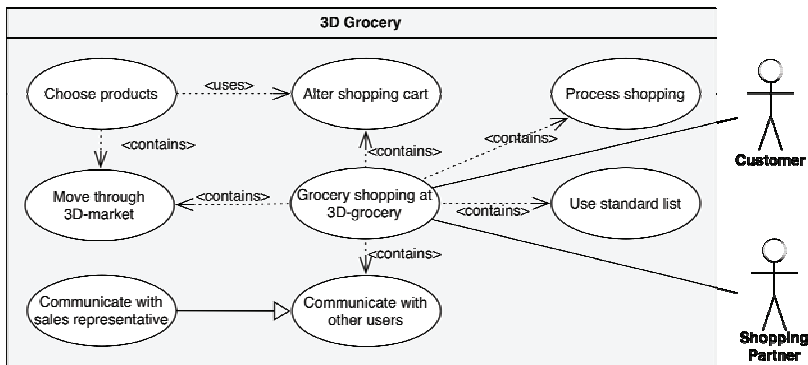 3D Grocery
Choose products
<uses>
Alter shopping cart
Process shopping
<contains>
<contains>
<contains>
Customer
Move through
3D-market
<contains>
Grocery shopping at
3D-grocery
<contains>
Use standard list
<contains>
Communicate with
sales representative
Communicate with
other users
Shopping
Partner